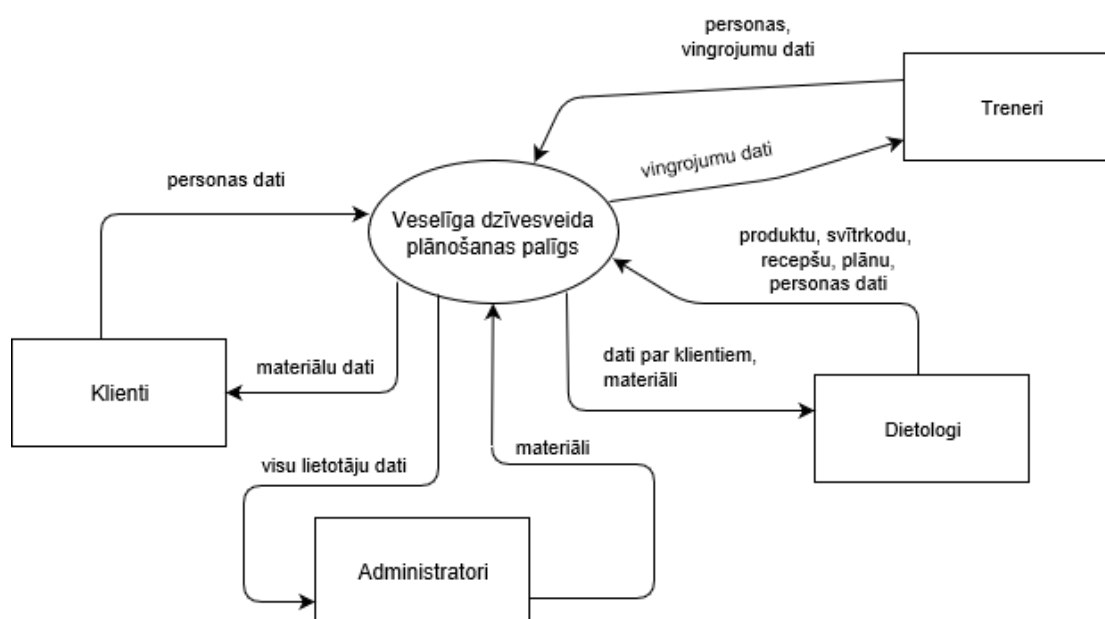 personas,
vingrojumu dati
Treneri
vingrojumu dati
personas dati
Veselīga dzīvesveida
plānošanas palīgs
produktu, svītrkodu,
recepšu, plānu,
personas dati
materiālu dati
Klienti
dati par klientiem,
materiāli
Dietologi
visu lietotāju dati
materiāli
Administratori